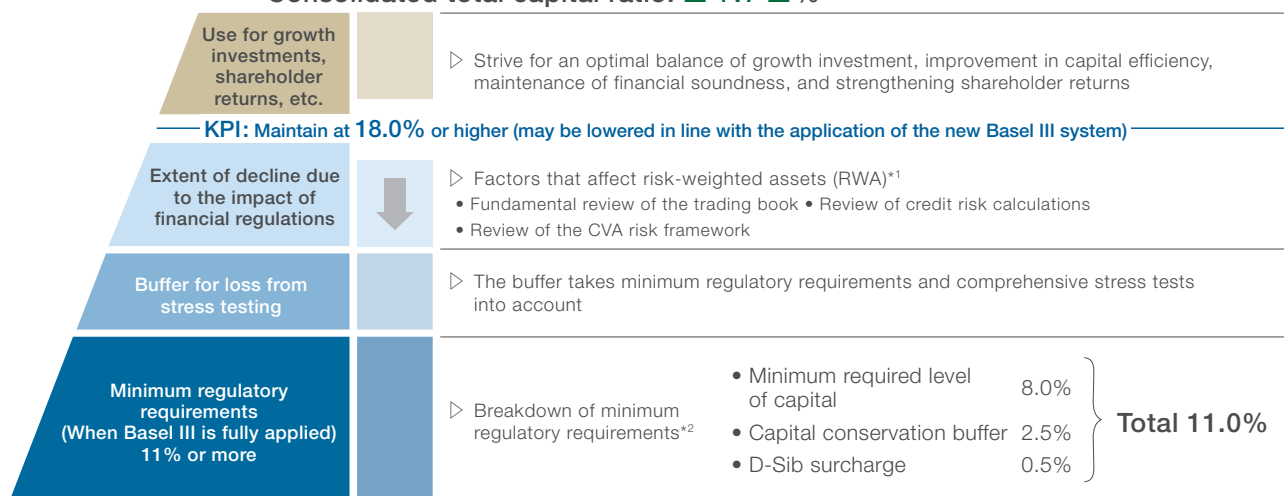 Consolidated total capital ratio:
Use for growth
investments,
shareholder
returns, etc.
▷ Strive for an optimal balance of growth investment, improvement in capital efficiency,
maintenance of financial soundness, and strengthening shareholder returns
KPI: Maintain at 18.0% or higher (may be lowered in line with the application of the new Basel III system)
Extent of decline due
to the impact of
financial regulations
▷ Factors that affect risk-weighted assets (RWA)*1
• Fundamental review of the trading book • Review of credit risk calculations
• Review of the CVA risk framework
Buffer for loss from
stress testing
▷ The buffer takes minimum regulatory requirements and comprehensive stress tests
into account
Minimum regulatory
requirements
(When Basel III is fully applied)
11% or more
▷ Breakdown of minimum
regulatory requirements*2
• Minimum required level
of capital
8.0%
• Capital conservation buffer 2.5%
• D-Sib surcharge 0.5%
Total 11.0%